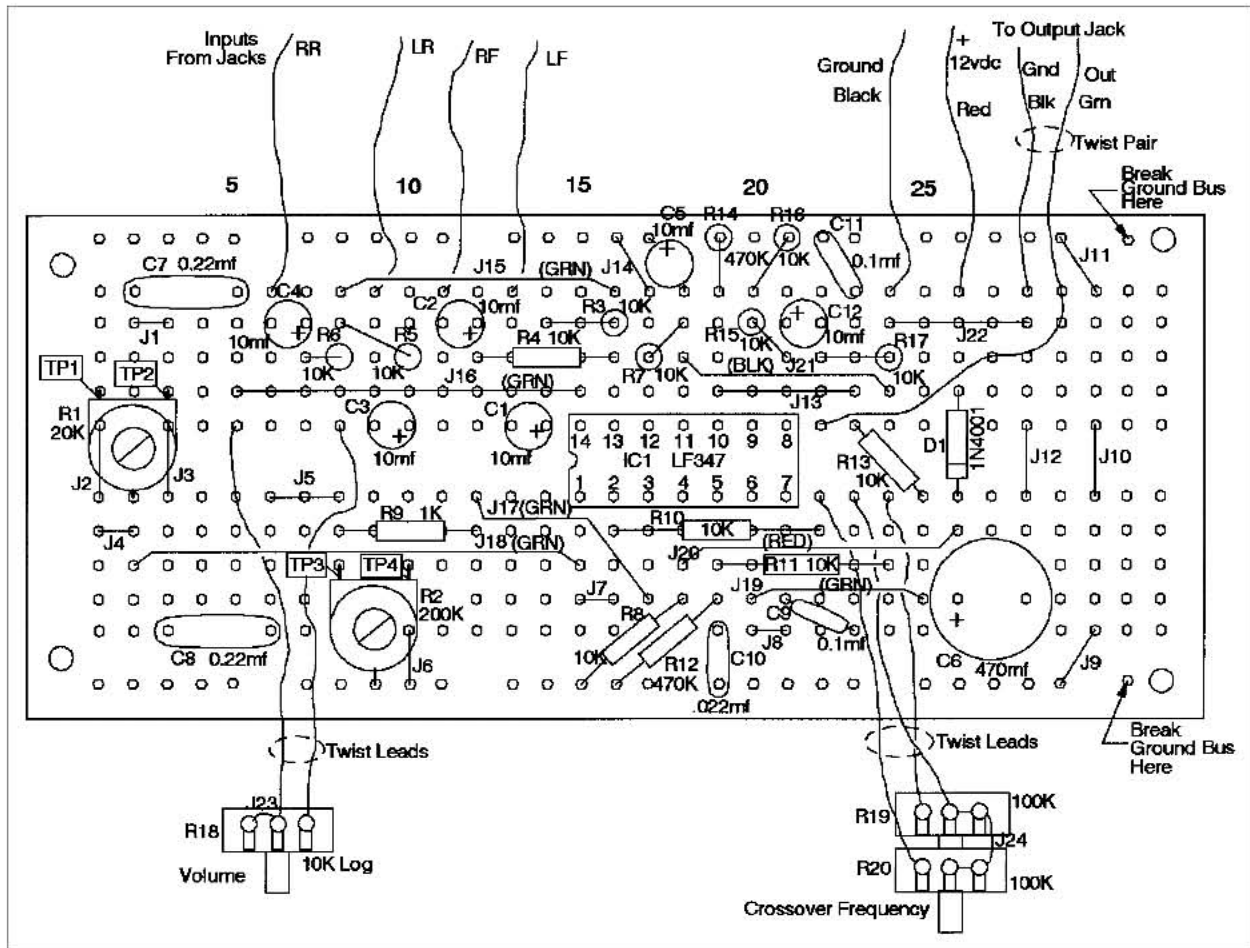 Inputs
From Jacks
RR
LR
RF
LF
Ground
Black
+
12vdc
Red
To Output Jack
Gnd
Blk
Out
Grn
Twist Pair
Break
Ground Bus
Here
5
10
15
20
25
C7 0.22mf
C4
10mf
J15
(GRN)
C2
10mf
J14
C5
10mf
R14
470K
R16
10K
C11
0.1mf
J11
J1
R6
10K
R5
10K
R4 10K
R3 10K
R7 10K
R15
10K
C12
10mf
J21
R17
10K
J22
(BLK)
TP1
TP2
J16
(GRN)
J13
R1
20K
C3
10mf
C1
10mf
14 13 12 11 10 9 8
IC1 LF347
1 2 3 4 5 6 7
R13
10K
D1
1N4001
J12
J10
J2
J3
J5
J4
R9 1K
J17(GRN)
J18(GRN)
R10
10K
J20
(RED)
R11 10K
TP3
TP4
R2
200K
J7
J19
(GRN)
C9
0.1mf
R8
10K
R12
470K
C10
.022mf
J8
C6
470mf
J9
C8 0.22mf
J6
Twist Leads
Twist Leads
Break
Ground Bus
Here
J23
R18
10K Log
Volume
R19
100K
J24
R20
100K
Crossover Frequency